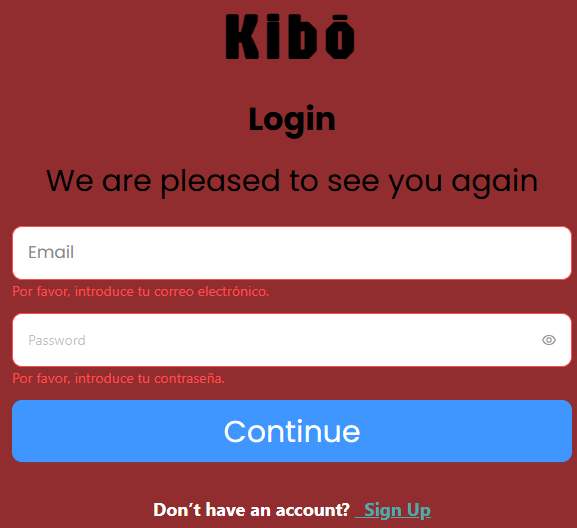 Kibō
Login
We are pleased to see you again
Email
Por favor, introduce tu correo electrónico.
Password
Por favor, introduce tu contraseña.
Continue
Don’t have an account? Sign Up